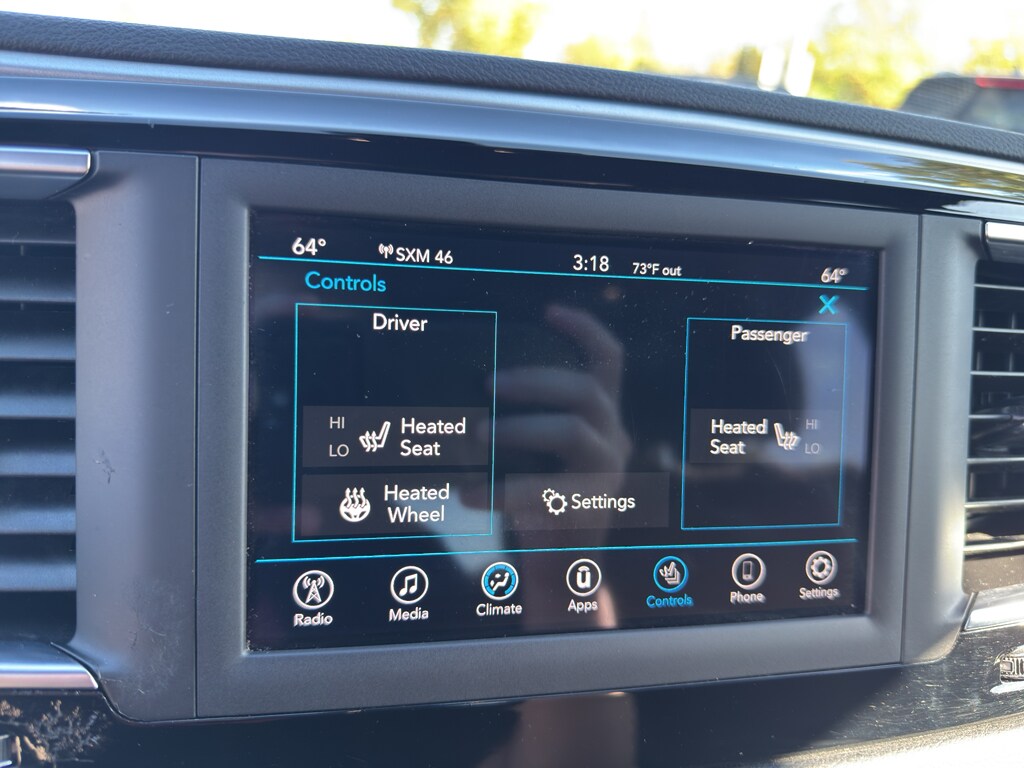 64° SXM 46 3:18 73°F out 64°
Controls
Driver
Passenger
HI
LO
Heated
Seat
Heated
Seat
HI
LO
Heated
Wheel
Settings
Radio Media Climate Apps Controls Phone Settings